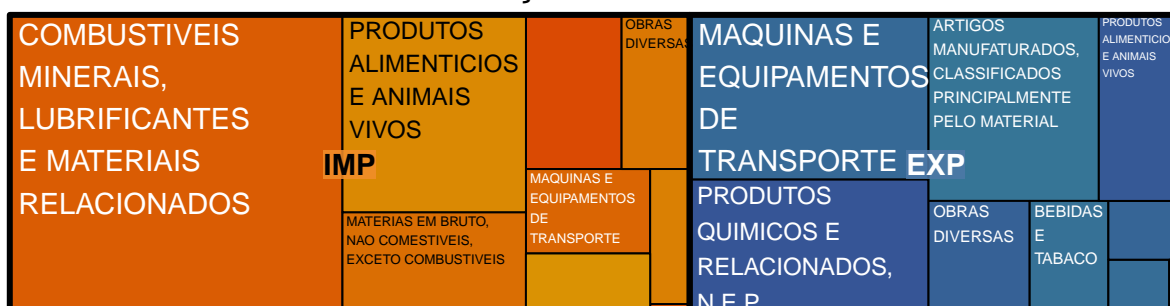 COMBUSTIVEIS
MINERAIS,
LUBRIFICANTES
E MATERIAIS
RELACIONADOS
PRODUTOS
ALIMENTICIOS
E ANIMAIS
VIVOS
IMP
MATERIAS EM BRUTO,
NAO COMESTIVEIS,
EXCETO COMBUSTIVEIS
OBRAS
DIVERSAS
MAQUINAS E
EQUIPAMENTOS
DE
TRANSPORTE
MAQUINAS E
EQUIPAMENTOS
DE
TRANSPORTE
EXP
ARTIGOS
MANUFATURADOS,
CLASSIFICADOS
PRINCIPALMENTE
PELO MATERIAL
PRODUTOS
ALIMENTICIO
E ANIMAIS
VIVOS
PRODUTOS
QUIMICOS E
RELACIONADOS,
N.E.P
OBRAS
DIVERSAS
BEBIDAS
E
TABACO